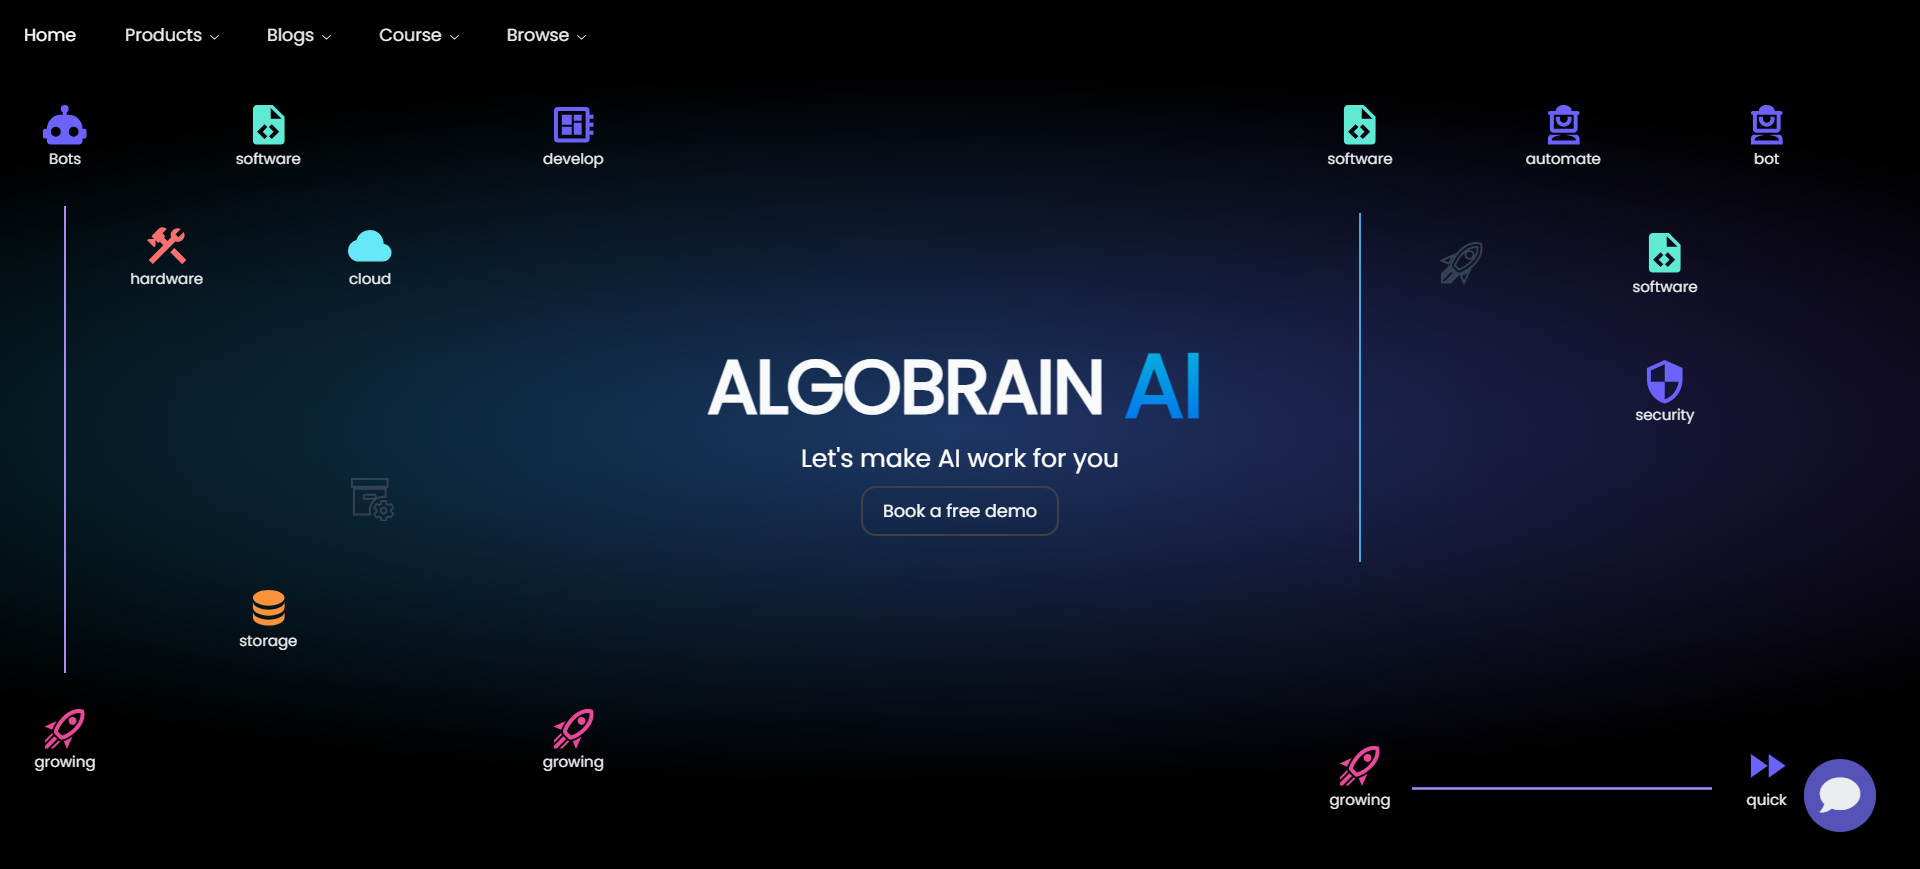 Home Products Blogs Course Browse
Bots software develop software automate bot
hardware cloud software
ALGOBRAIN AI
security
Let's make AI work for you
Book a free demo
storage
growing growing growing quick